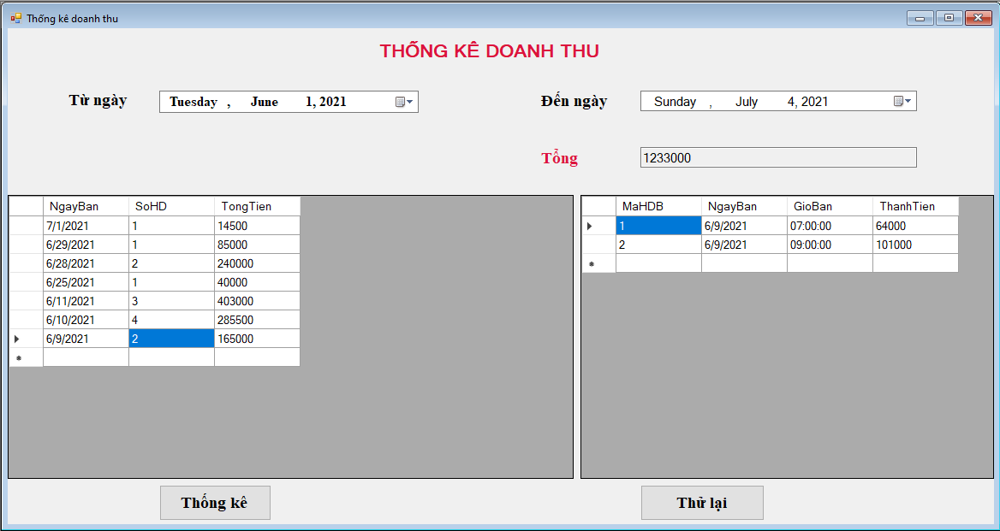 Thống kê doanh thu
THỐNG KÊ DOANH THU
Từ ngày Tuesday , June 1, 2021 Đến ngày Sunday , July 4, 2021
Tổng 1233000
NgayBan SoHD TongTien
7/1/2021 1 14500
6/29/2021 1 85000
6/28/2021 2 240000
6/25/2021 1 40000
6/11/2021 3 403000
6/10/2021 4 285500
6/9/2021 2 165000
MaHDB NgayBan GioBan ThanhTien
1 6/9/2021 07:00:00 64000
2 6/9/2021 09:00:00 101000
Thống kê Thử lại